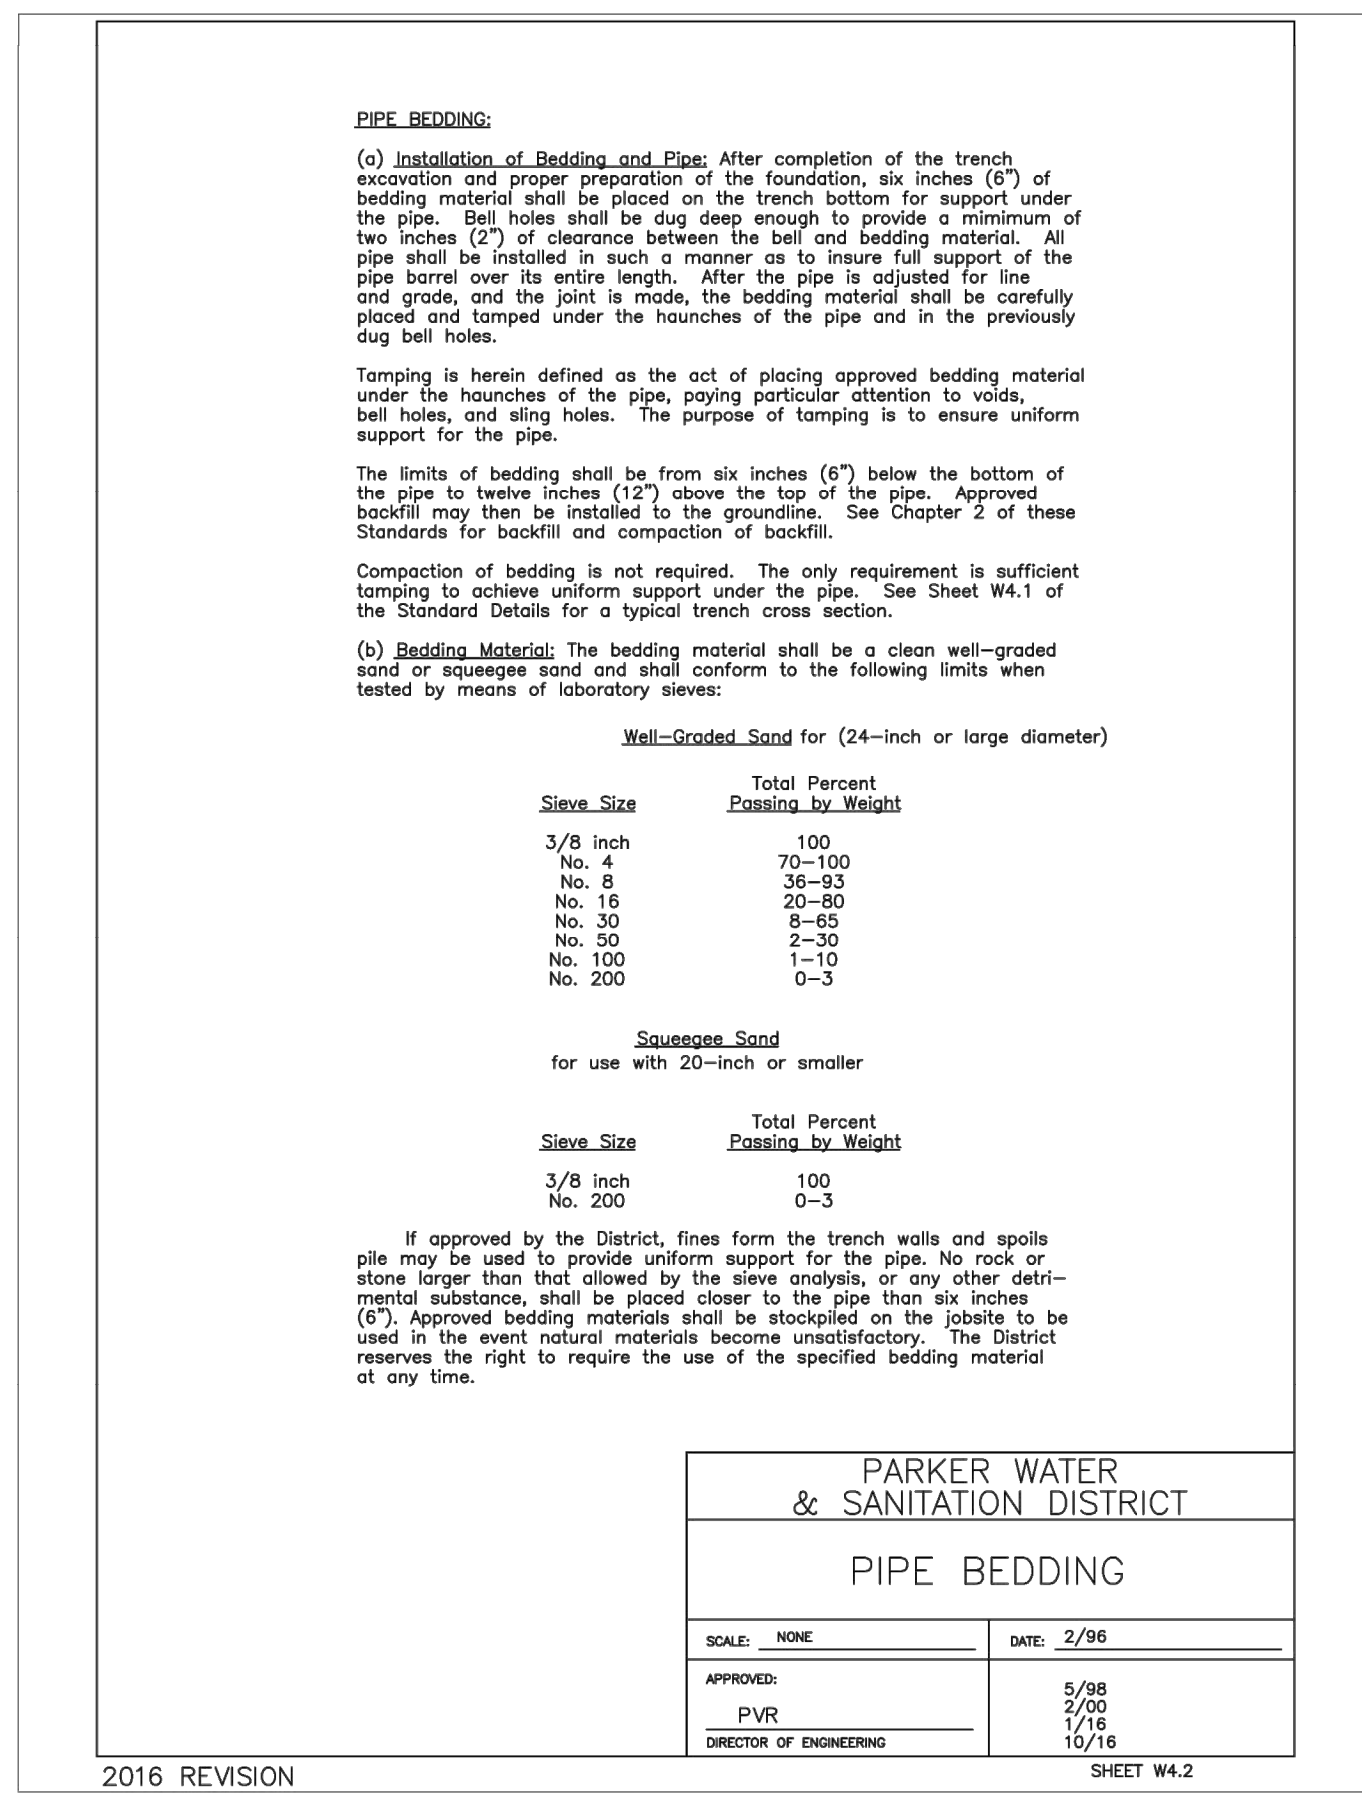 PIPE BEDDING:
(a) Installation of Bedding and Pipe: After completion of the trench
excavation and proper preparation of the foundation, six inches (6") of
bedding material shall be placed on the trench bottom for support under
the pipe. Bell holes shall be dug deep enough to provide a mimimum of
two inches (2") of clearance between the bell and bedding material. All
pipe shall be installed in such a manner as to insure full support of the
pipe barrel over its entire length. After the pipe is adjusted for line
and grade, and the joint is made, the bedding material shall be carefully
placed and tamped under the haunches of the pipe and in the previously
dug bell holes.
Tamping is herein defined as the act of placing approved bedding material
under the haunches of the pipe, paying particular attention to voids,
bell holes, and sling holes. The purpose of tamping is to ensure uniform
support for the pipe.
The limits of bedding shall be from six inches (6") below the bottom of
the pipe to twelve inches (12") above the top of the pipe. Approved
backfill may then be installed to the groundline. See Chapter 2 of these
Standards for backfill and compaction of backfill.
Compaction of bedding is not required. The only requirement is sufficient
tamping to achieve uniform support under the pipe. See Sheet W4.1 of
the Standard Details for a typical trench cross section.
(b) Bedding Material: The bedding material shall be a clean well-graded
sand or squeegee sand and shall conform to the following limits when
tested by means of laboratory sieves:
Well-Graded Sand for (24-inch or large diameter)
Total Percent
Sieve Size Passing by Weight
3/8 inch 100
No. 4 70-100
No. 8 36-93
No. 16 20-80
No. 30 8-65
No. 50 2-30
No. 100 1-10
No. 200 0-3
Squeegee Sand
for use with 20-inch or smaller
Total Percent
Sieve Size Passing by Weight
3/8 inch 100
No. 200 0-3
If approved by the District, fines form the trench walls and spoils
pile may be used to provide uniform support for the pipe. No rock or
stone larger than that allowed by the sieve analysis, or any other detri-
mental substance, shall be placed closer to the pipe than six inches
(6"). Approved bedding materials shall be stockpiled on the jobsite to be
used in the event natural materials become unsatisfactory. The District
reserves the right to require the use of the specified bedding material
at any time.
PARKER WATER
& SANITATION DISTRICT
PIPE BEDDING
SCALE: NONE
DATE: 2/96
APPROVED:
PVR
DIRECTOR OF ENGINEERING
5/98
2/00
1/16
10/16
2016 REVISION
SHEET W4.2